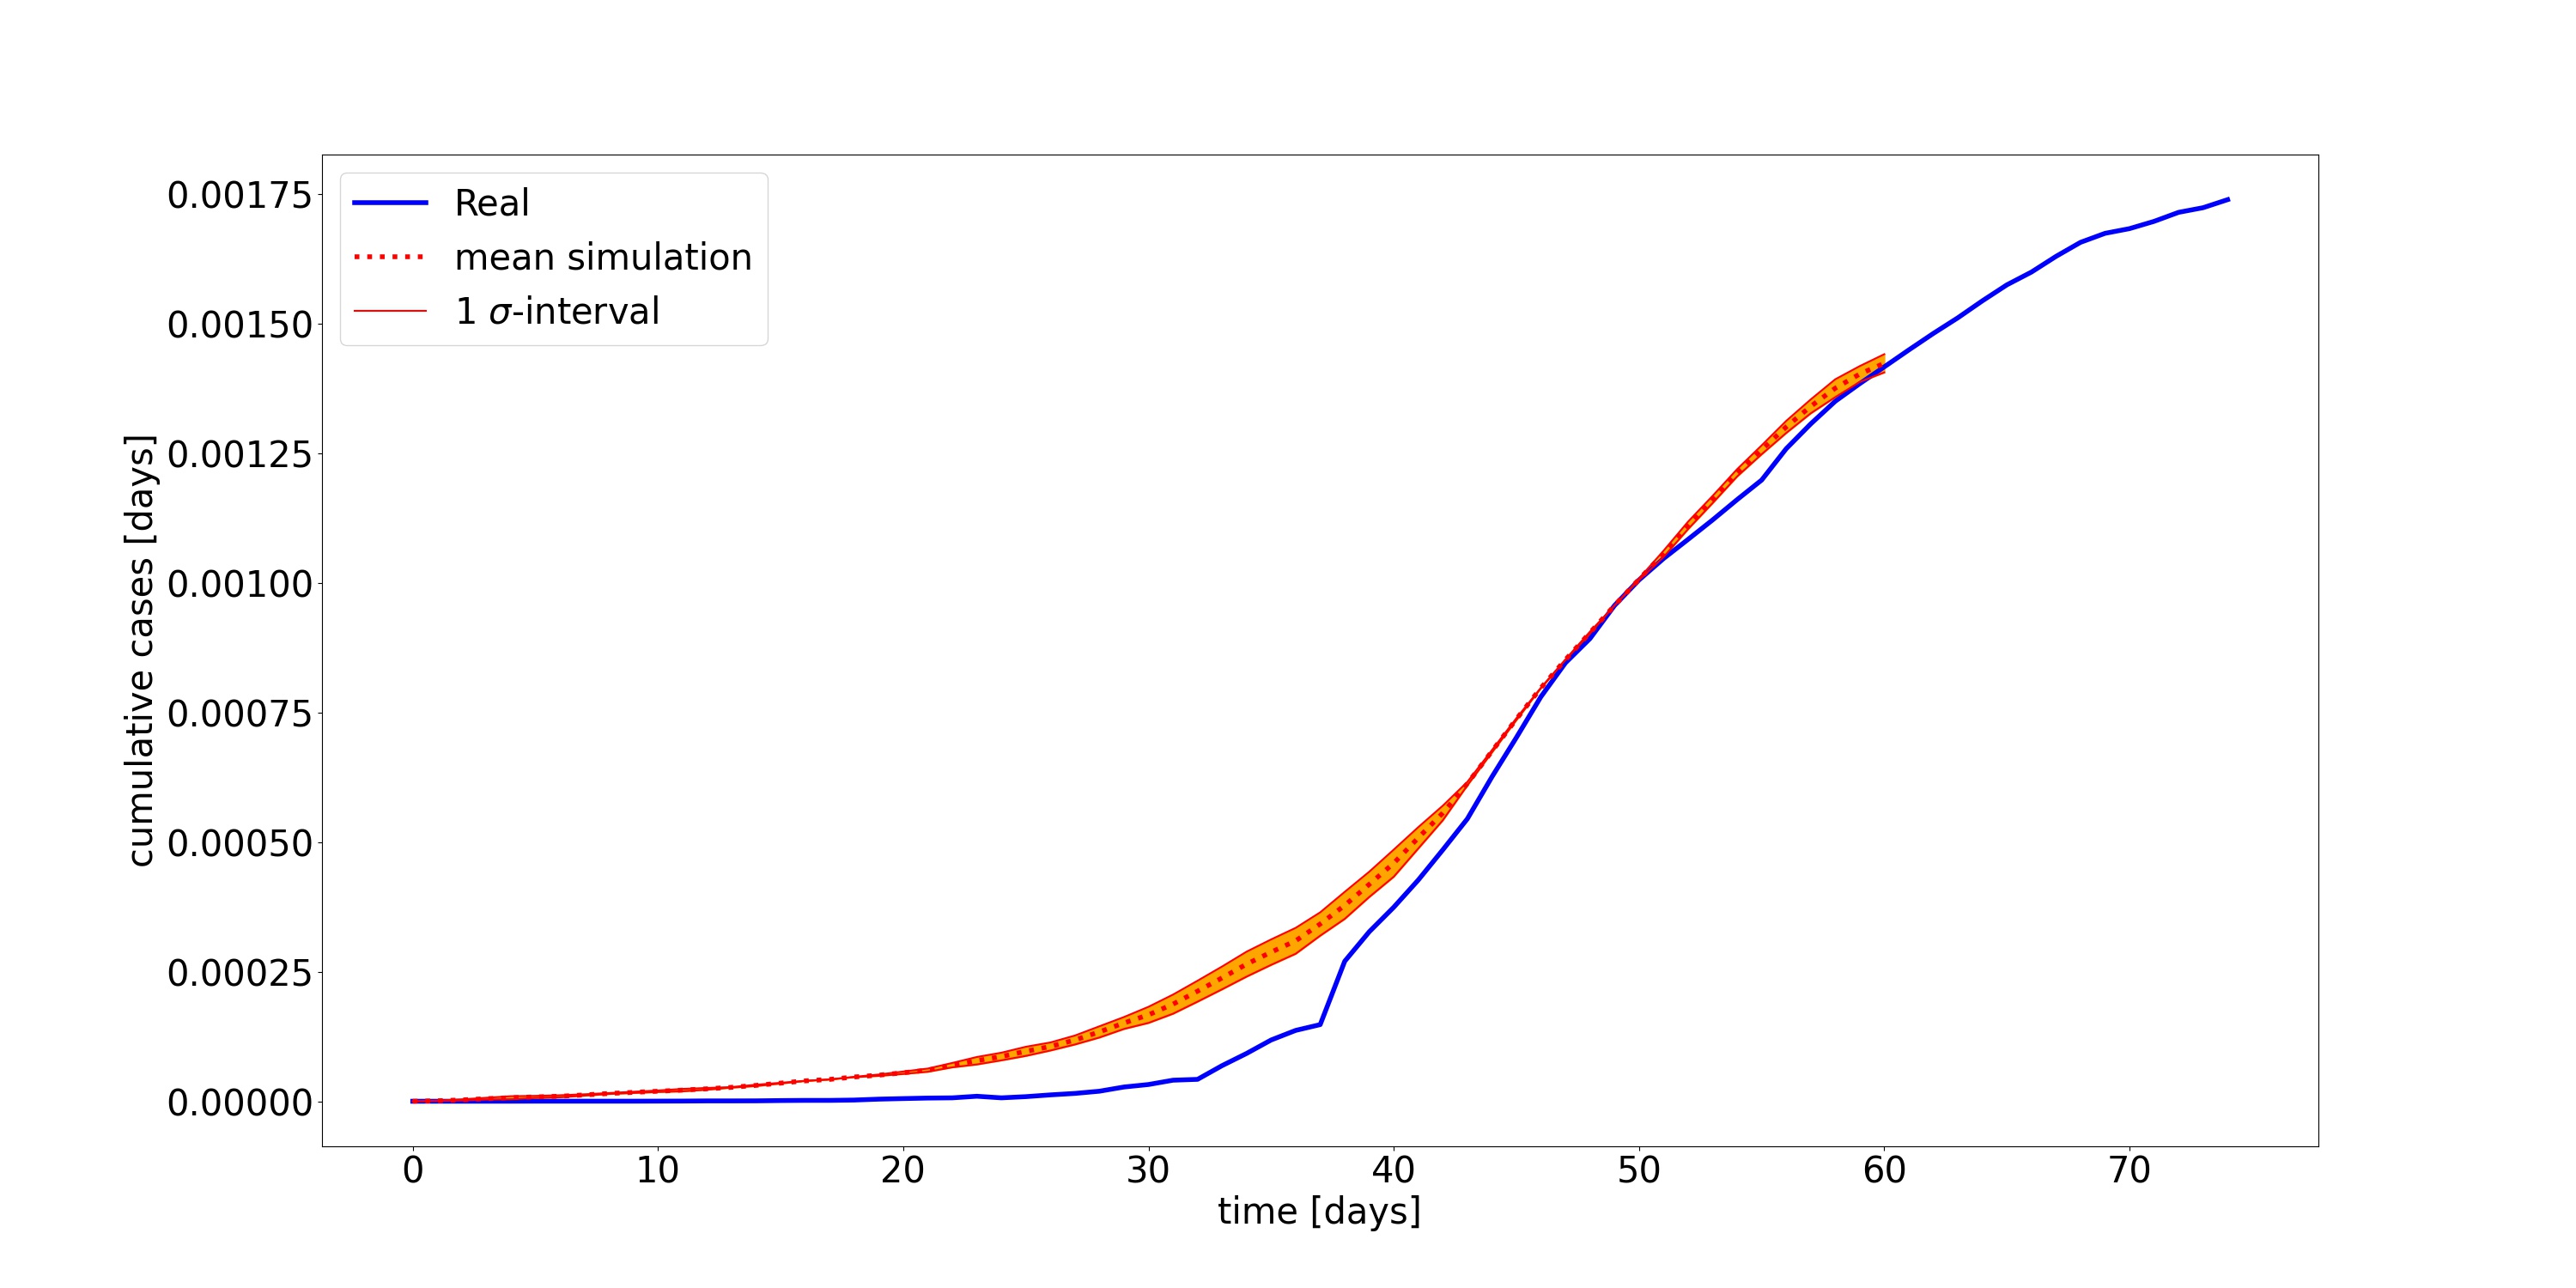 Real
mean simulation
1 σ-interval
0.00175
0.00150
0.00125
0.00100
0.00075
0.00050
0.00025
0.00000
cumulative cases [days]
0 10 20 30 40 50 60 70
time [days]